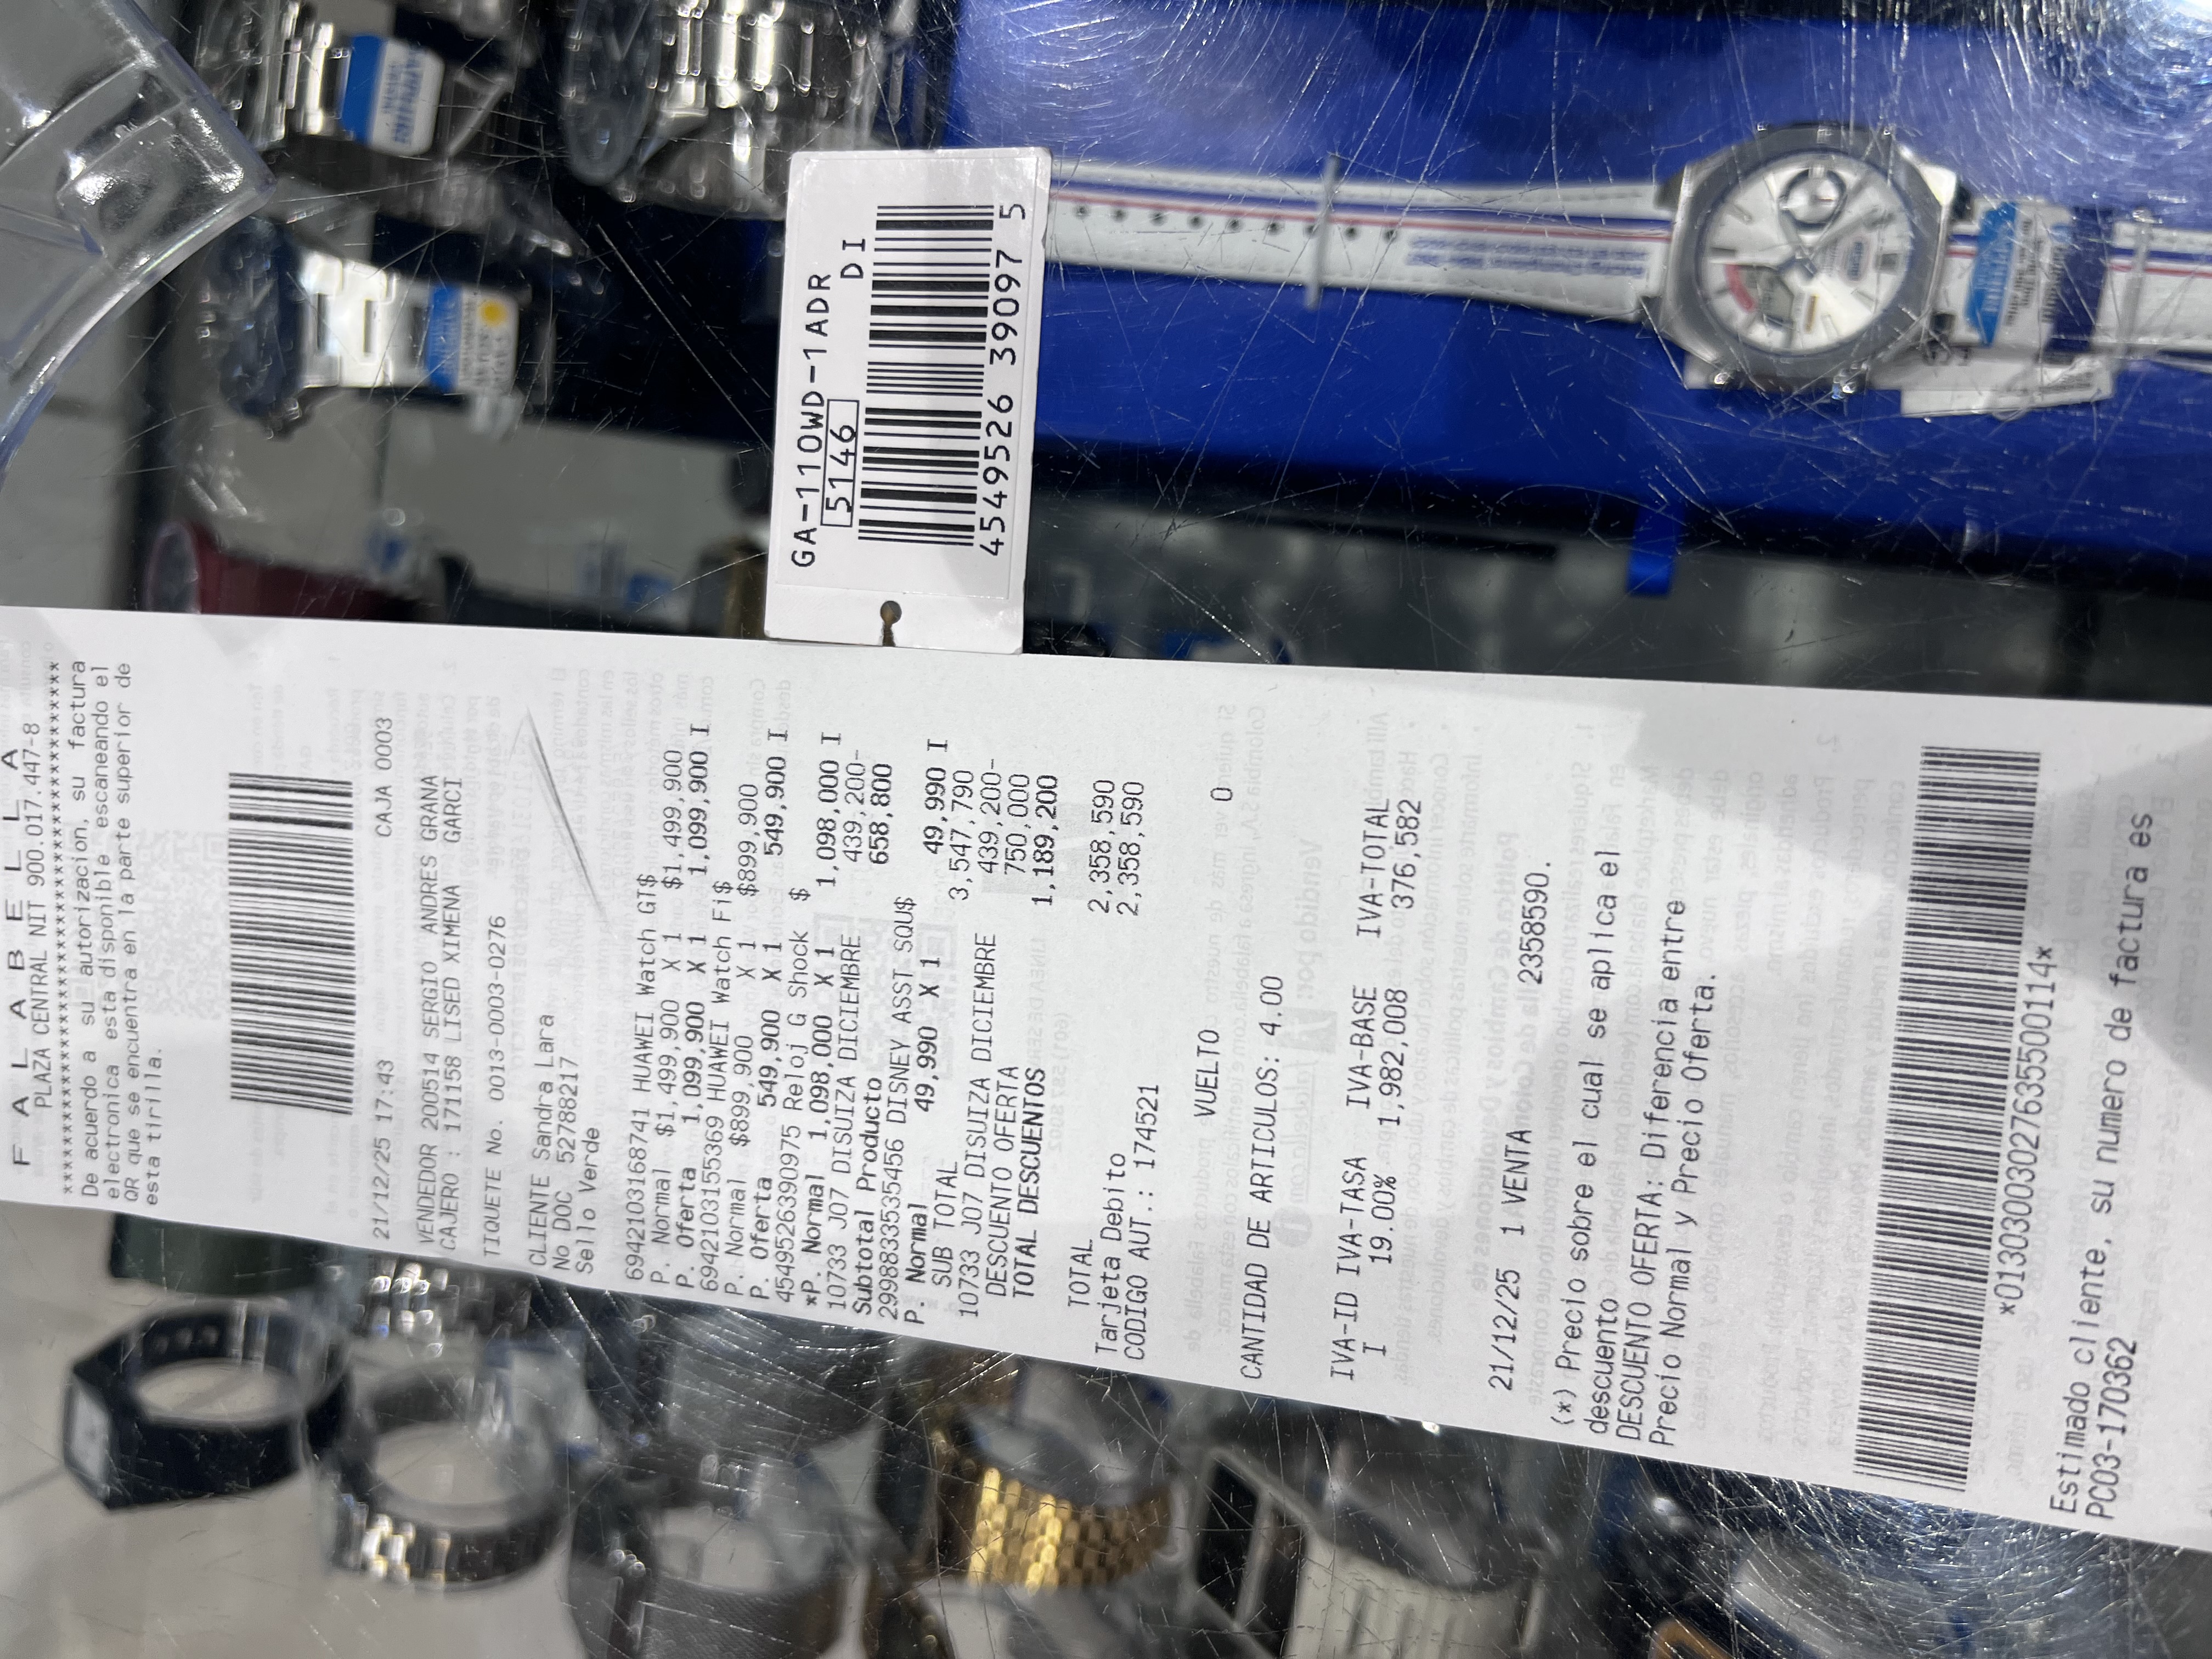 F A L A B E L L A
PLAZA CENTRAL NIT 900.017.447-8
****************************************
De acuerdo a su autorizacion, su factura
electronica esta disponible escaneando el
QR que se encuentra en la parte superior de
esta tirilla.
21/12/25 17:43 CAJA 0003
VENDEDOR 200514 SERGIO ANDRES GRANA
CAJERO : 171158 LISED XIMENA GARCI
TIQUETE No. 0013-0003-0276
CLIENTE Sandra Lara
No DOC 52788217
Sello Verde
6942103168741 HUAWEI Watch GT$
P. Normal $1,499,900 X 1 $1,499,900
P. Oferta 1,099,900 X 1 1,099,900 I
6942103155369 HUAWEI Watch Fi$
P. Normal $899,900 X 1 $899,900
P. Oferta 549,900 X 1 549,900 I
4549526390975 Reloj G Shock $
*P. Normal 1,098,000 X 1 1,098,000 I
10733 J07 DISUIZA DICIEMBRE 439,200-
Subtotal Producto 658,800
2998833535456 DISNEY ASST SQU$
P. Normal 49,990 X 1 49,990 I
SUB TOTAL 3,547,790
10733 J07 DISUIZA DICIEMBRE 439,200-
DESCUENTO OFERTA 750,000
TOTAL DESCUENTOS 1,189,200
TOTAL 2,358,590
Tarjeta Debito 2,358,590
CODIGO AUT.: 174521
VUELTO 0
CANTIDAD DE ARTICULOS: 4.00
IVA-ID IVA-TASA IVA-BASE IVA-TOTAL
I 19.00% 1,982,008 376,582
21/12/25 1 VENTA 2358590.
(*) Precio sobre el cual se aplica el
descuento
DESCUENTO OFERTA: Diferencia entre
Precio Normal y Precio Oferta.
*01303000302763550O114*
Estimado cliente, su numero de factura es
PC03-170362
GA-110WD-1ADR
5146 DI
4549526 390975